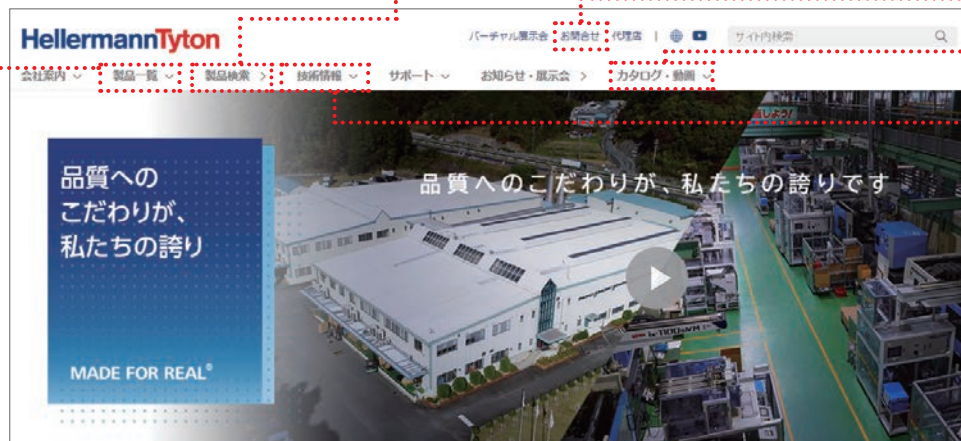 HellermannTyton
バーチャル展示会 お問合せ 代理店 | サイト内検索
会社案内 製品一覧 製品検索 技術情報 サポート お知らせ・展示会 カタログ・動画
品質への
こだわりが、
私たちの誇り
MADE FOR REAL®
品質へのこだわりが、私たちの誇りです